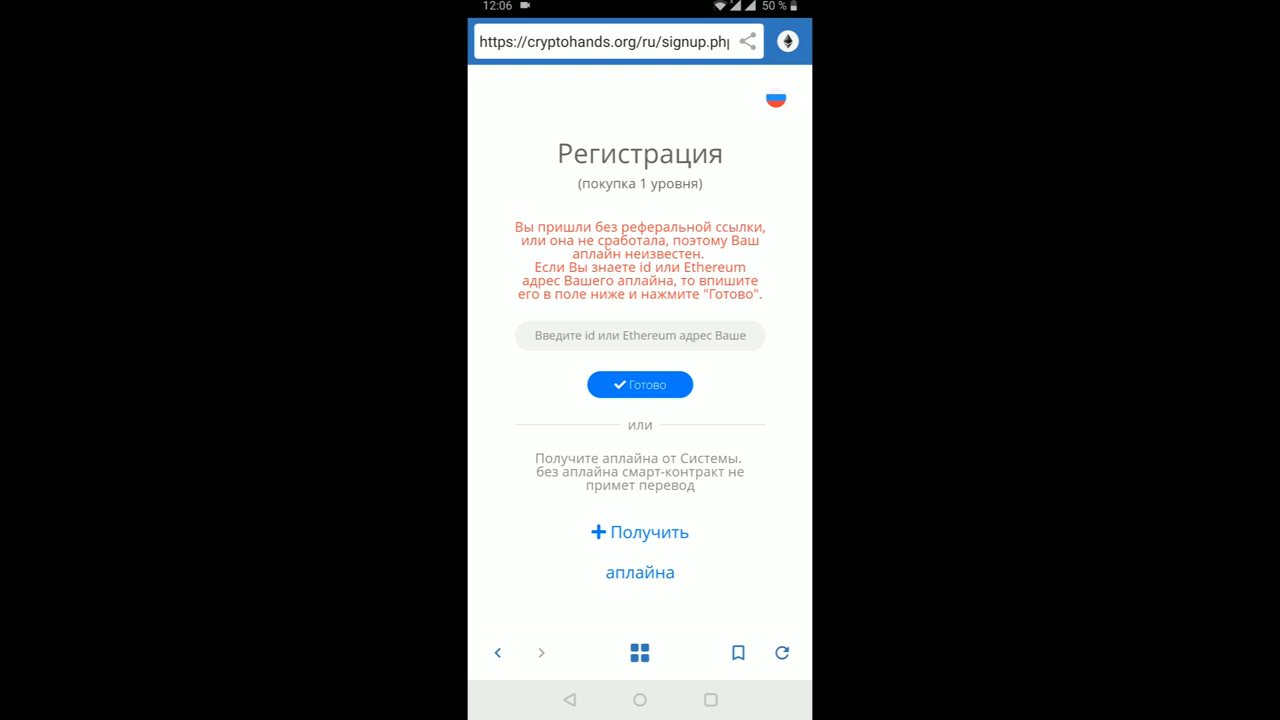 12:06
50 %
https://cryptohands.org/ru/signup.php
Регистрация
(покупка 1 уровня)
Вы пришли без реферальной ссылки,
или она не сработала, поэтому Ваш
аплайн неизвестен.
Если Вы знаете id или Ethereum
адрес Вашего аплайна, то впишите
его в поле ниже и нажмите "Готово".
Введите id или Ethereum адрес Ваше
Готово
или
Получите аплайна от Системы.
без аплайна смарт-контракт не
примет перевод
Получить
аплайна